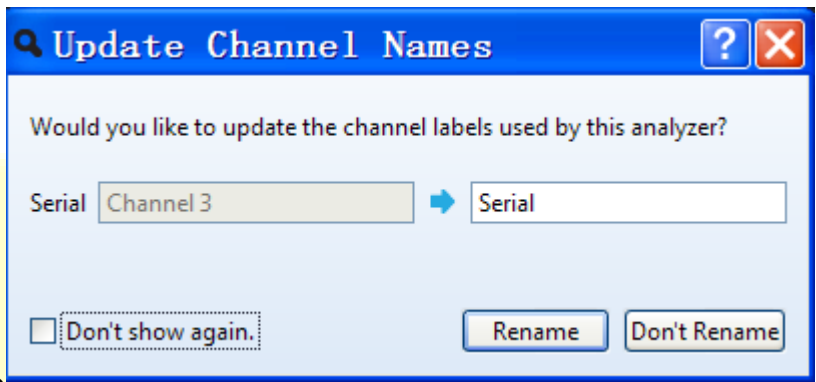 Update Channel Names ?
Would you like to update the channel labels used by this analyzer?
Serial Channel 3 Serial
Don't show again. Rename Don't Rename